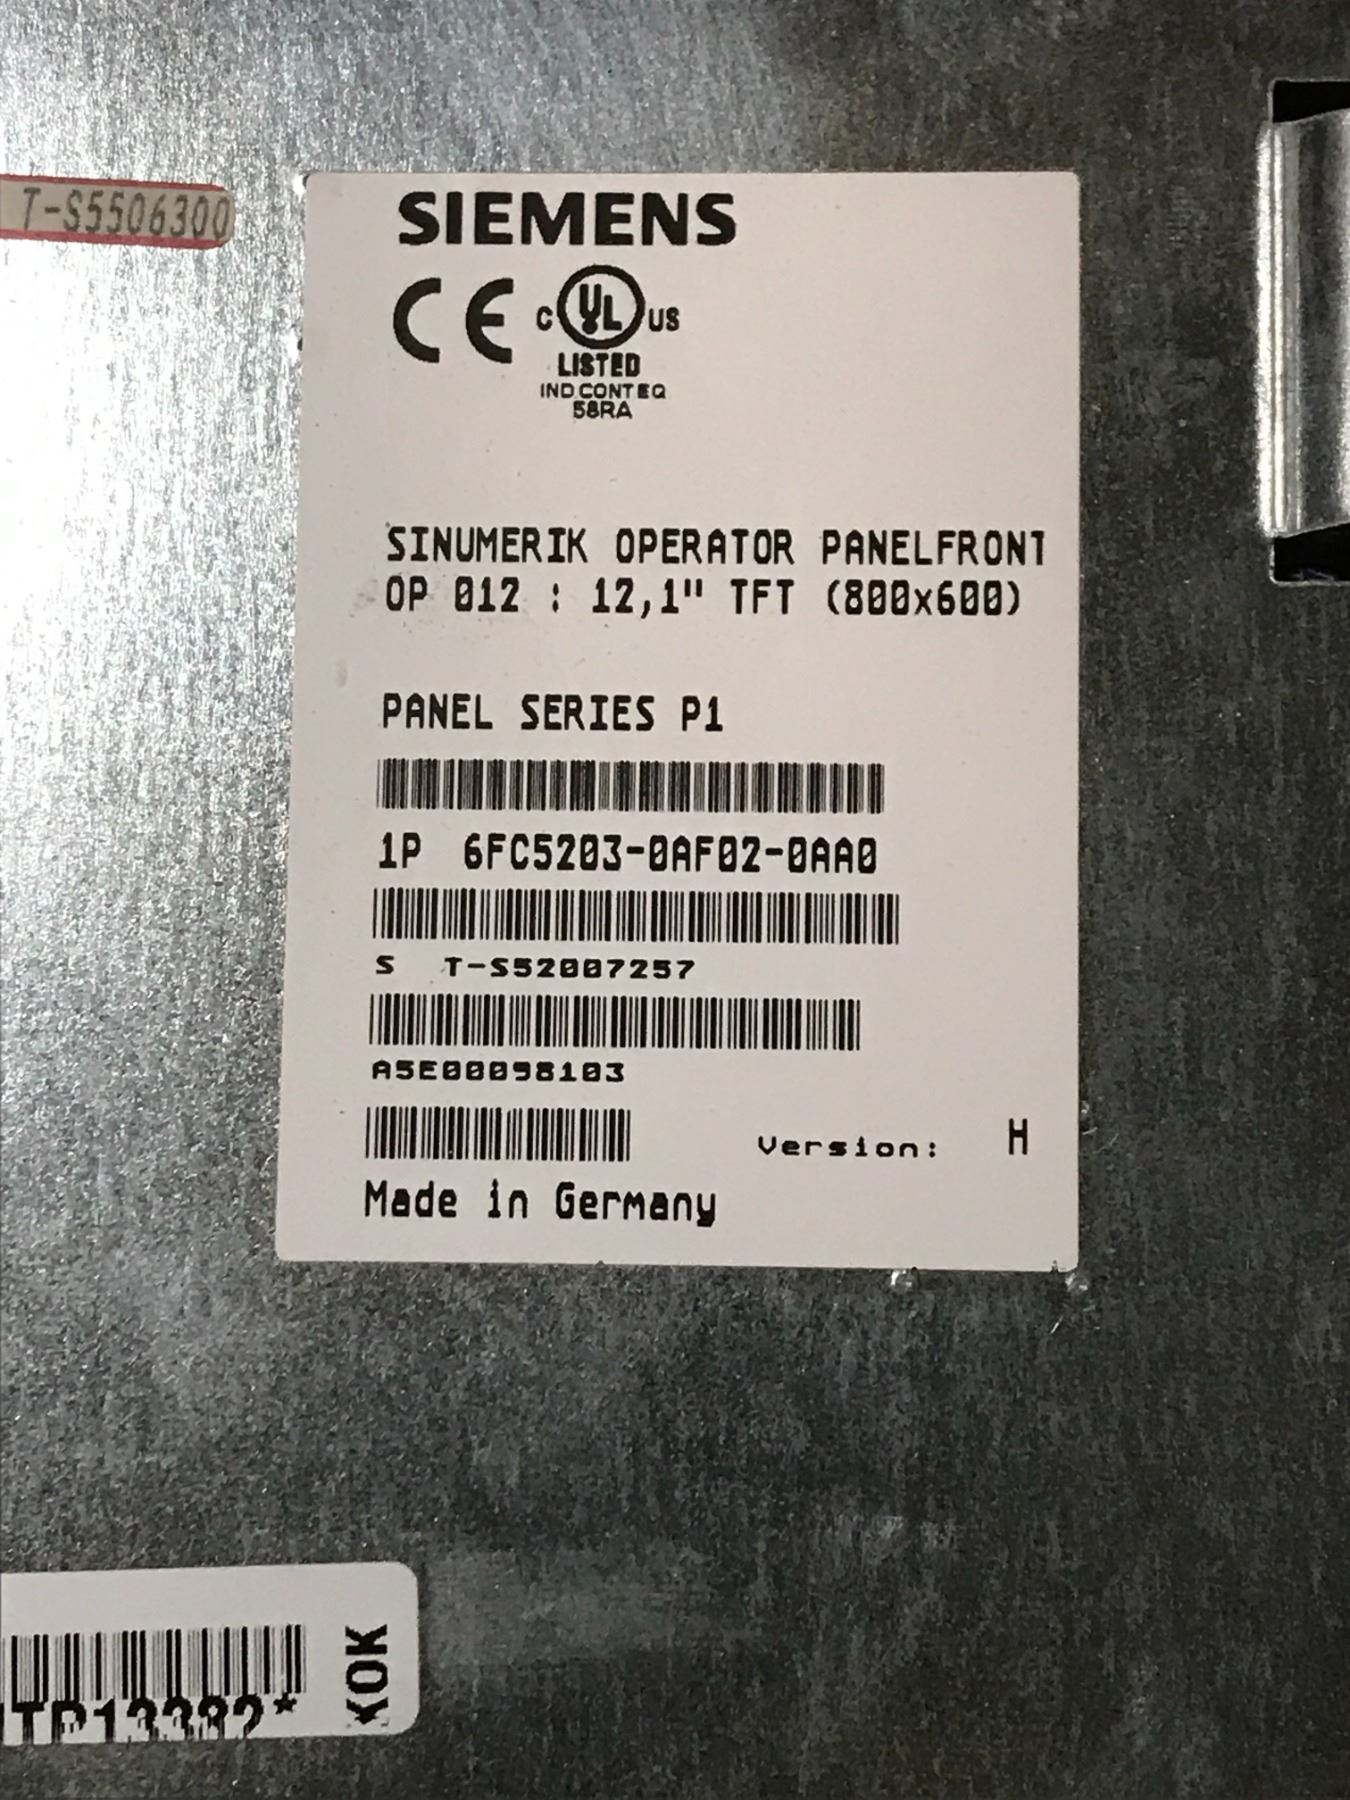 T-S5506300
SIEMENS
CE C UL US
LISTED
IND.CONT EQ
58RA
SINUMERIK OPERATOR PANELFRONT
OP 012 : 12,1" TFT (800x600)
PANEL SERIES P1
1P 6FC5203-0AF02-0AA0
S T-S52007257
A5E00098103
Version: H
Made in Germany
KOK